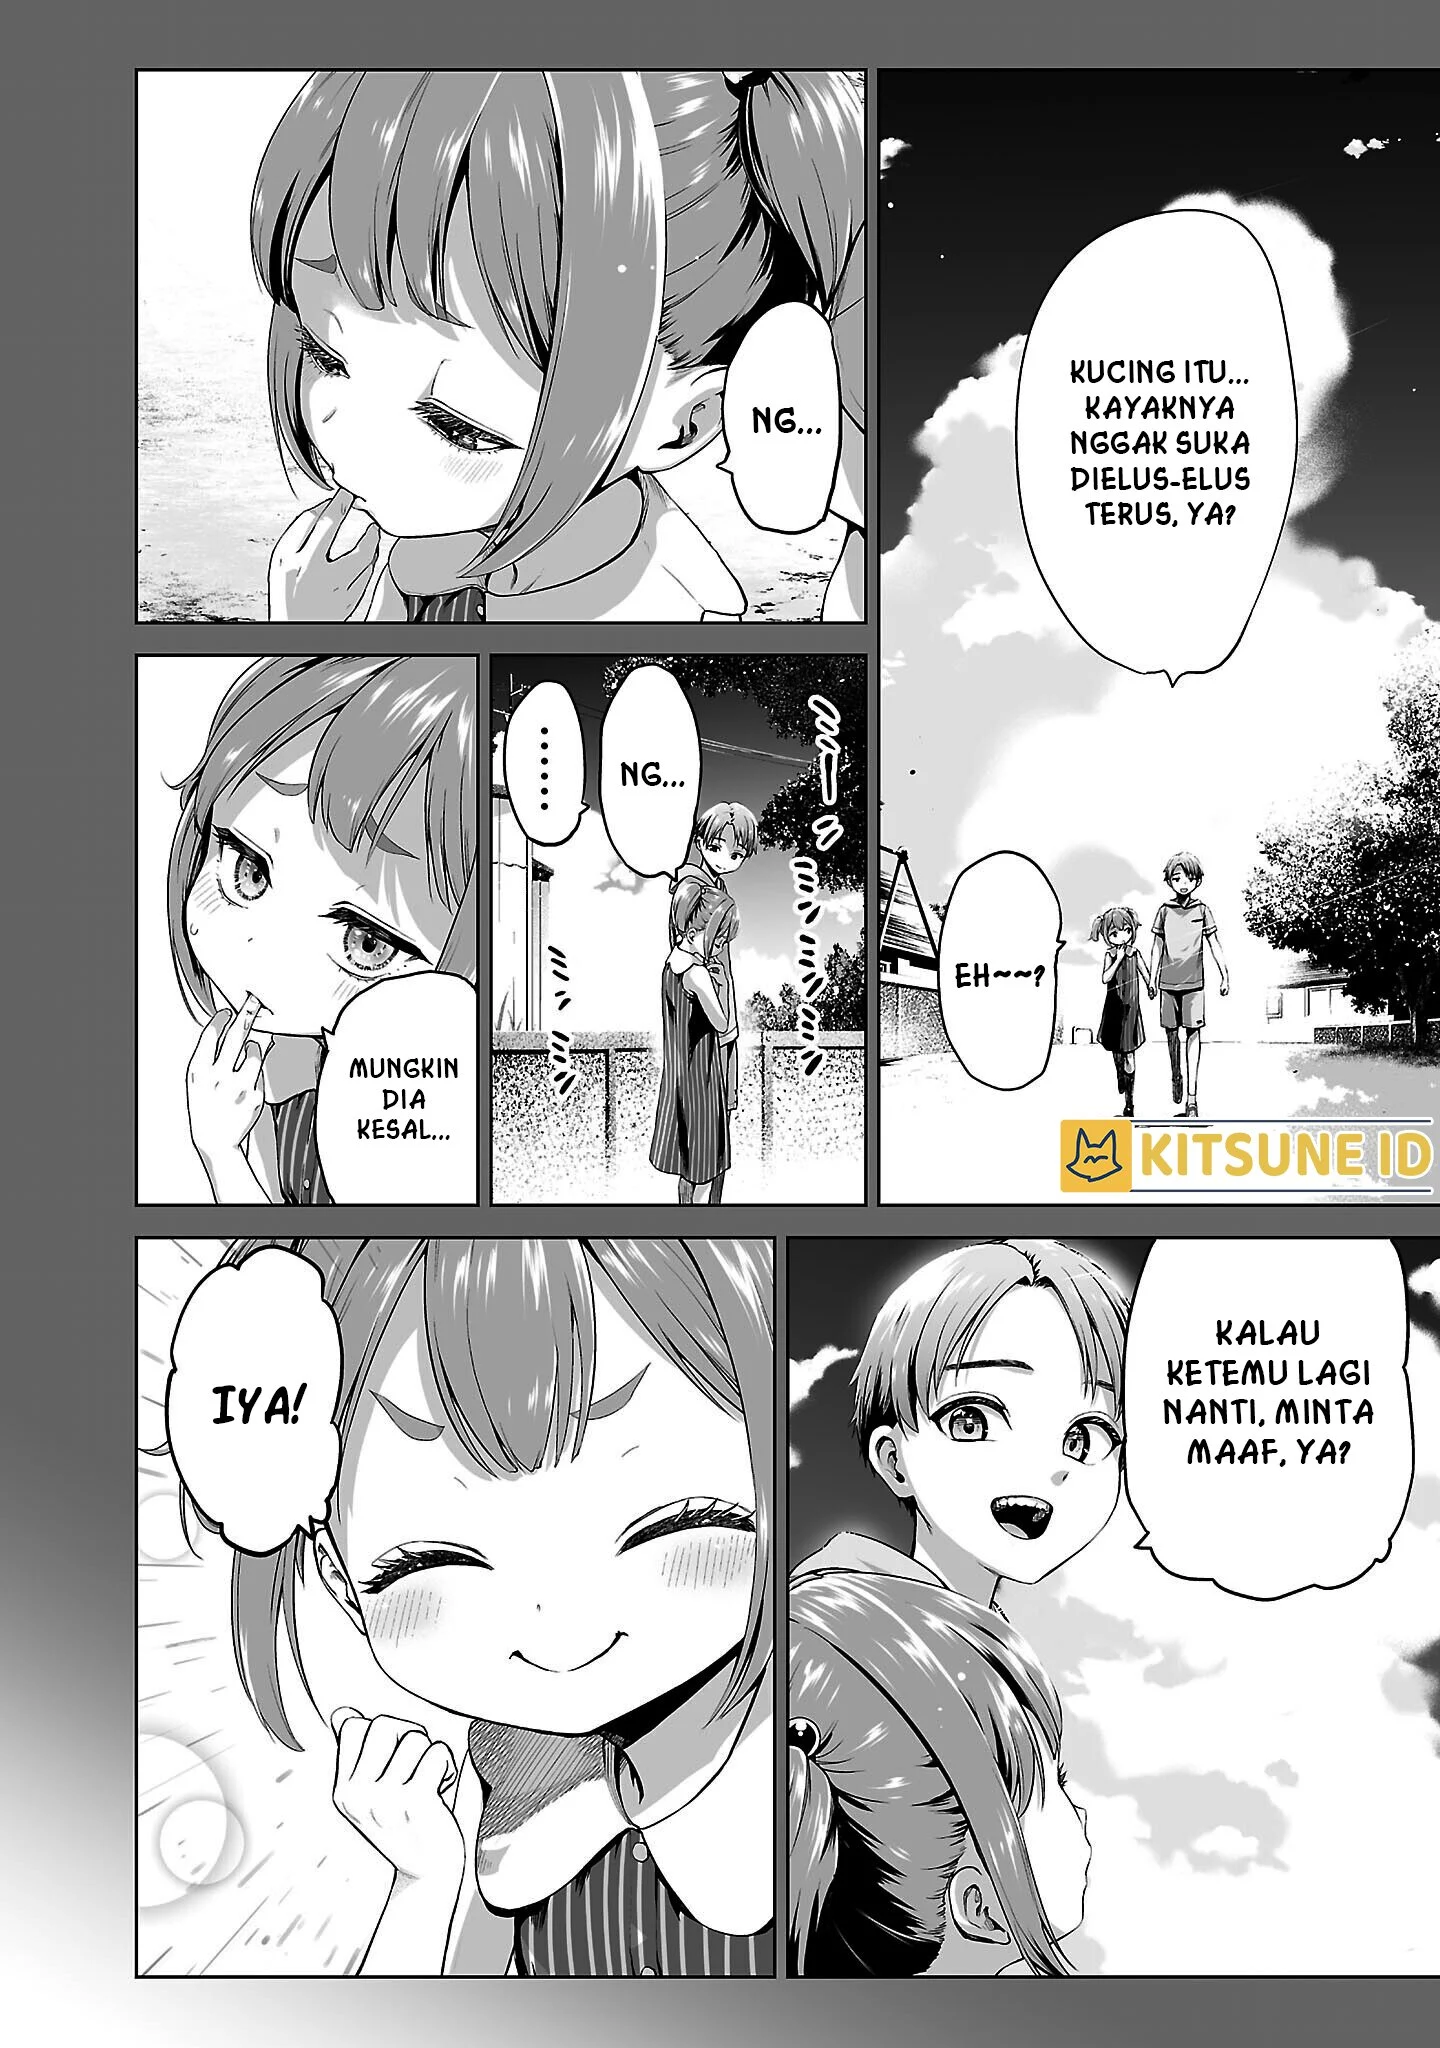 KUCING ITU...
KAYAKNYA
NGGAK SUKA
DIELUS-ELUS
TERUS, YA?
EH~~?
KITSUNE ID
NG...
NG...
........
MUNGKIN
DIA
KESAL...
KALAU
KETEMU LAGI
NANTI, MINTA
MAAF, YA?
IYA!